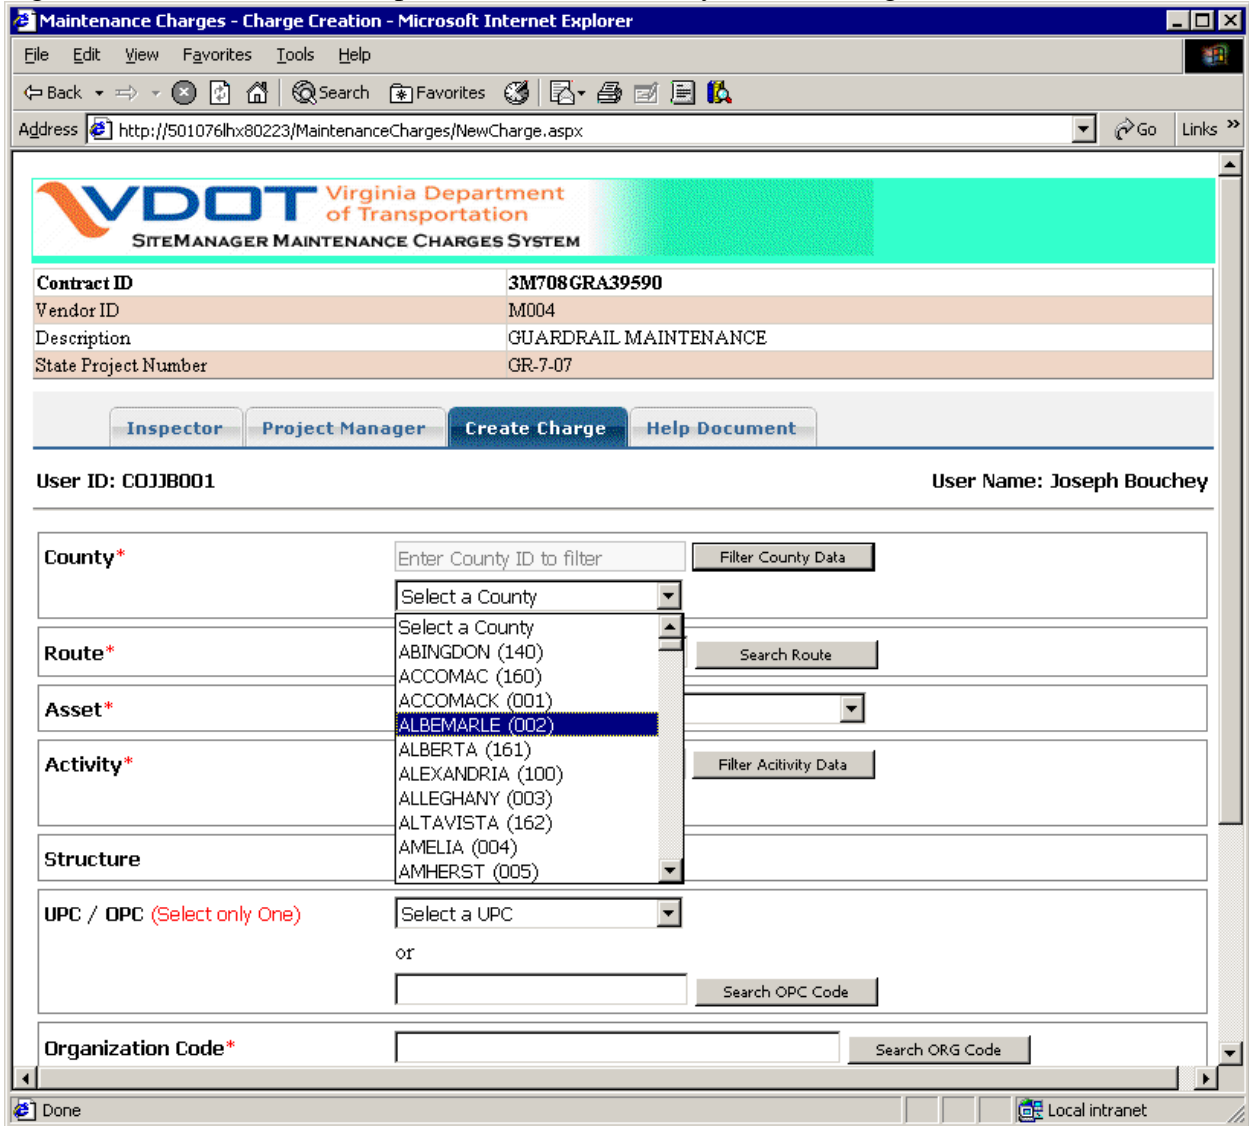 Maintenance Charges - Charge Creation - Microsoft Internet Explorer
File Edit View Favorites Tools Help
Back Search Favorites
Address http://501076lhx80223/MaintenanceCharges/NewCharge.aspx Go Links »
VDOT Virginia Department
of Transportation
SITEMANAGER MAINTENANCE CHARGES SYSTEM
Contract ID 3M708GRA39590
Vendor ID M004
Description GUARDRAIL MAINTENANCE
State Project Number GR-7-07
Inspector Project Manager Create Charge Help Document
User ID: COJJB001 User Name: Joseph Bouchey
County* Enter County ID to filter Filter County Data
Select a County
Select a County
Route* Search Route
ABINGDON (140)
ACCOMAC (160)
ACCOMACK (001)
Asset*
ALBEMARLE (002)
ALBERTA (161)
Activity* Filter Acitivity Data
ALEXANDRIA (100)
ALLEGHANY (003)
ALTAVISTA (162)
AMELIA (004)
Structure
AMHERST (005)
UPC / OPC (Select only One) Select a UPC
or
Search OPC Code
Organization Code* Search ORG Code
Done Local intranet